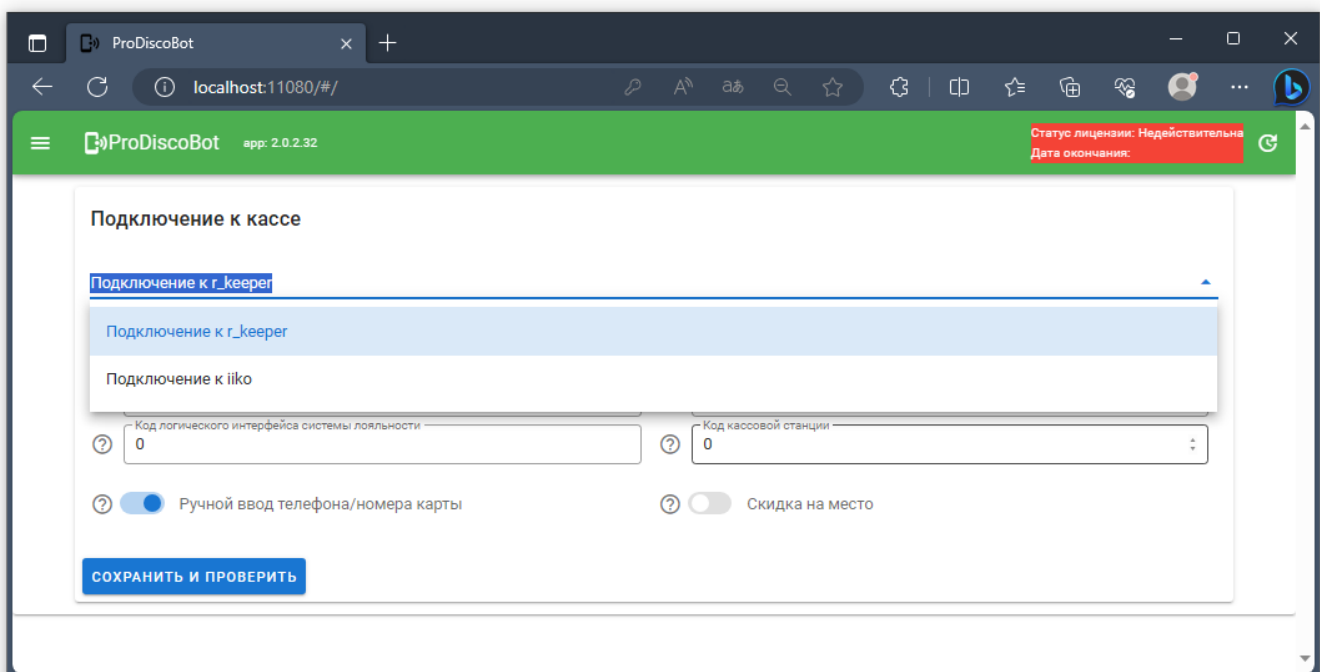 ProDiscoBot
localhost:11080/#/
ProDiscoBot app: 2.0.2.32
Статус лицензии: Недействительна
Дата окончания:
Подключение к кассе
Подключение к r_keeper
Подключение к r_keeper
Подключение к iiko
Код логического интерфейса системы лояльности
0
Код кассовой станции
0
Ручной ввод телефона/номера карты
Скидка на место
СОХРАНИТЬ И ПРОВЕРИТЬ